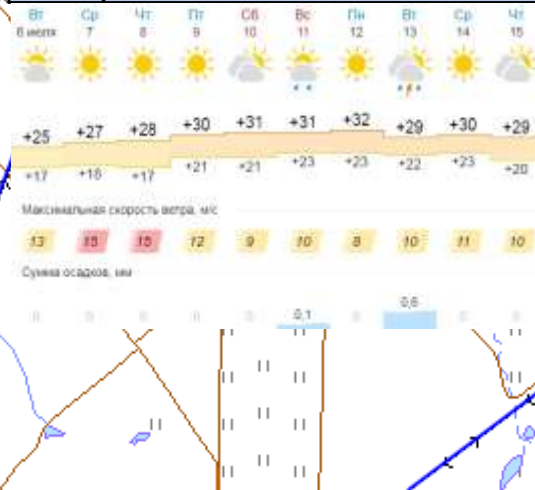 Вт Ср Чт Пт Сб Вс Пн Вт Ср Чт
6 июля 7 8 9 10 11 12 13 14 15
+25 +27 +28 +30 +31 +31 +32 +29 +30 +29
+17 +18 +17 +21 +21 +23 +23 +22 +23 +20
Максимальная скорость ветра, м/с
13 15 15 12 9 10 8 10 11 10
Сумма осадков, мм
0 0 0 0 0 0,1 0 0,6 0 0